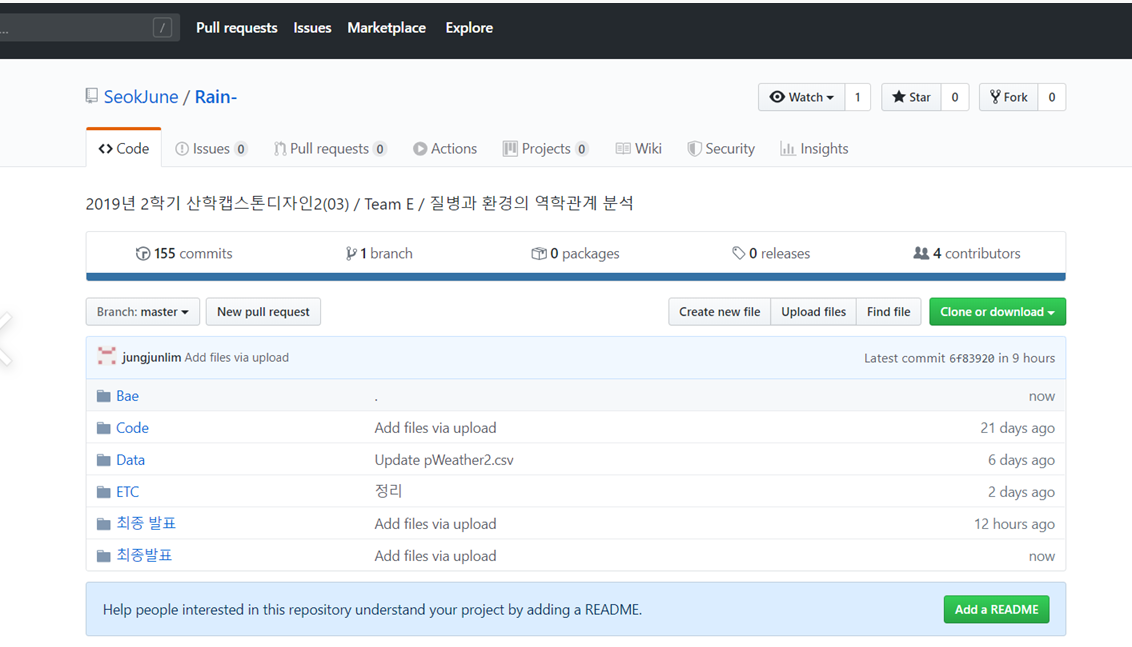 ... /
Pull requests Issues Marketplace Explore
SeokJune / Rain-
Watch 1 Star 0 Fork 0
Code Issues 0 Pull requests 0 Actions Projects 0 Wiki Security Insights
2019년 2학기 산학캡스톤디자인2(03) / Team E / 질병과 환경의 역학관계 분석
155 commits 1 branch 0 packages 0 releases 4 contributors
Branch: master New pull request Create new file Upload files Find file Clone or download
jungjunlim Add files via upload Latest commit 6f83920 in 9 hours
Bae . now
Code Add files via upload 21 days ago
Data Update pWeather2.csv 6 days ago
ETC 정리 2 days ago
최종 발표 Add files via upload 12 hours ago
최종발표 Add files via upload now
Help people interested in this repository understand your project by adding a README. Add a README